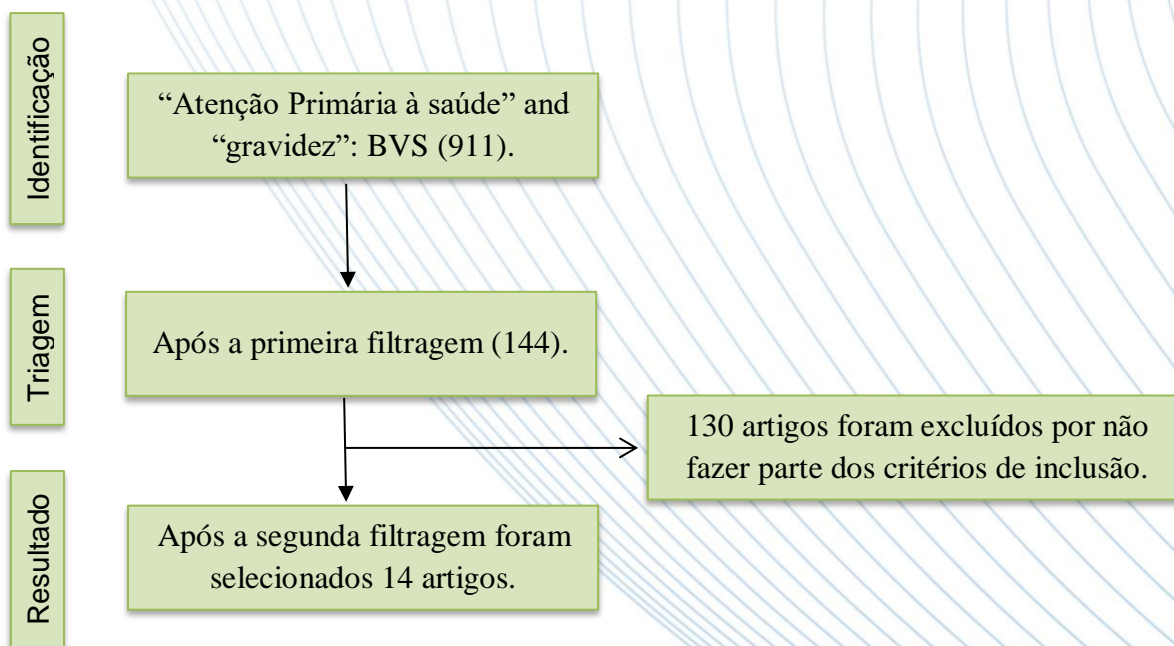 Identificação
“Atenção Primária à saúde” and
“gravidez”: BVS (911).
Triagem
Após a primeira filtragem (144).
130 artigos foram excluídos por não
fazer parte dos critérios de inclusão.
Resultado
Após a segunda filtragem foram
selecionados 14 artigos.